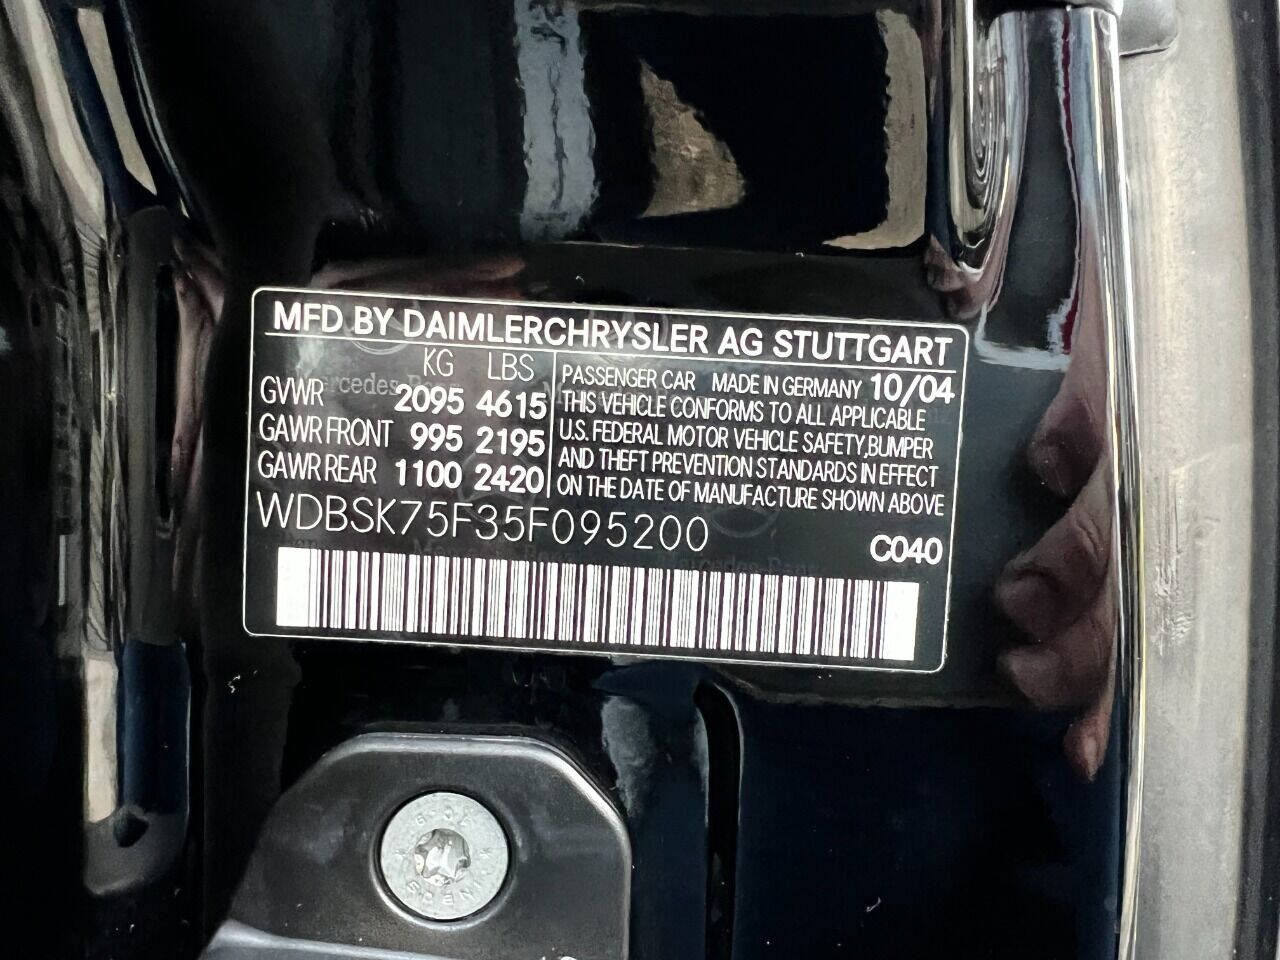 MFD BY DAIMLERCHRYSLER AG STUTTGART
KG LBS
GVWR 2095 4615
GAWR FRONT 995 2195
GAWR REAR 1100 2420
PASSENGER CAR MADE IN GERMANY 10/04
THIS VEHICLE CONFORMS TO ALL APPLICABLE
U.S. FEDERAL MOTOR VEHICLE SAFETY, BUMPER
AND THEFT PREVENTION STANDARDS IN EFFECT
ON THE DATE OF MANUFACTURE SHOWN ABOVE
WDBSK75F35F095200
C040